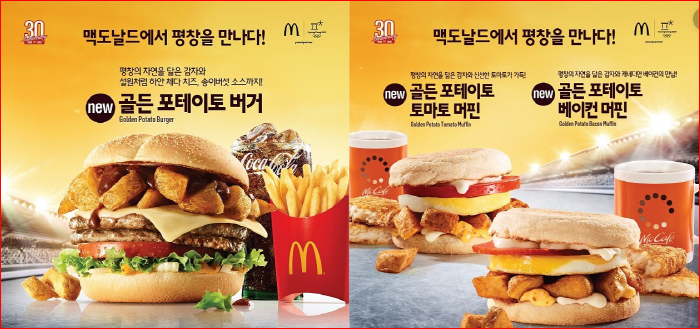 30
맥도날드에서 평창을 만나다!
평창의 자연을 닮은 감자와
설원처럼 하얀 체다 치즈, 송이버섯 소스까지!
new 골든 포테이토 버거
Golden Potato Burger
Coca-Cola
30
맥도날드에서 평창을 만나다!
평창의 자연을 닮은 감자와 신선한 토마토가 가득!
new 골든 포테이토
토마토 머핀
Golden Potato Tomato Muffin
평창의 자연을 닮은 감자와 캐네디언 베이컨의 만남!
new 골든 포테이토
베이컨 머핀
Golden Potato Bacon Muffin
McCafé
McCafé